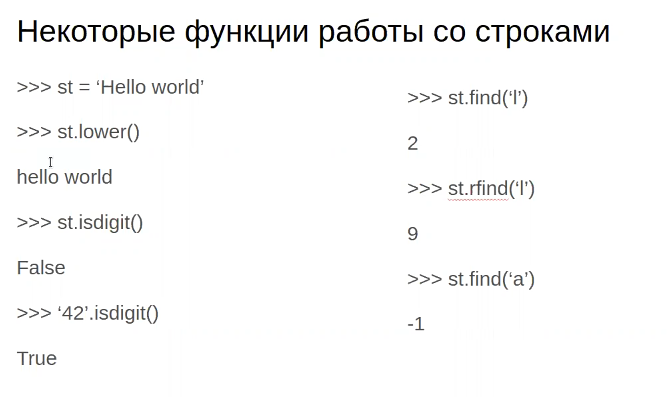 Некоторые функции работы со строками
>>> st = ‘Hello world’
>>> st.lower()
hello world
>>> st.isdigit()
False
>>> ‘42’.isdigit()
True
>>> st.find(‘l’)
2
>>> st.rfind(‘l’)
9
>>> st.find(‘a’)
-1